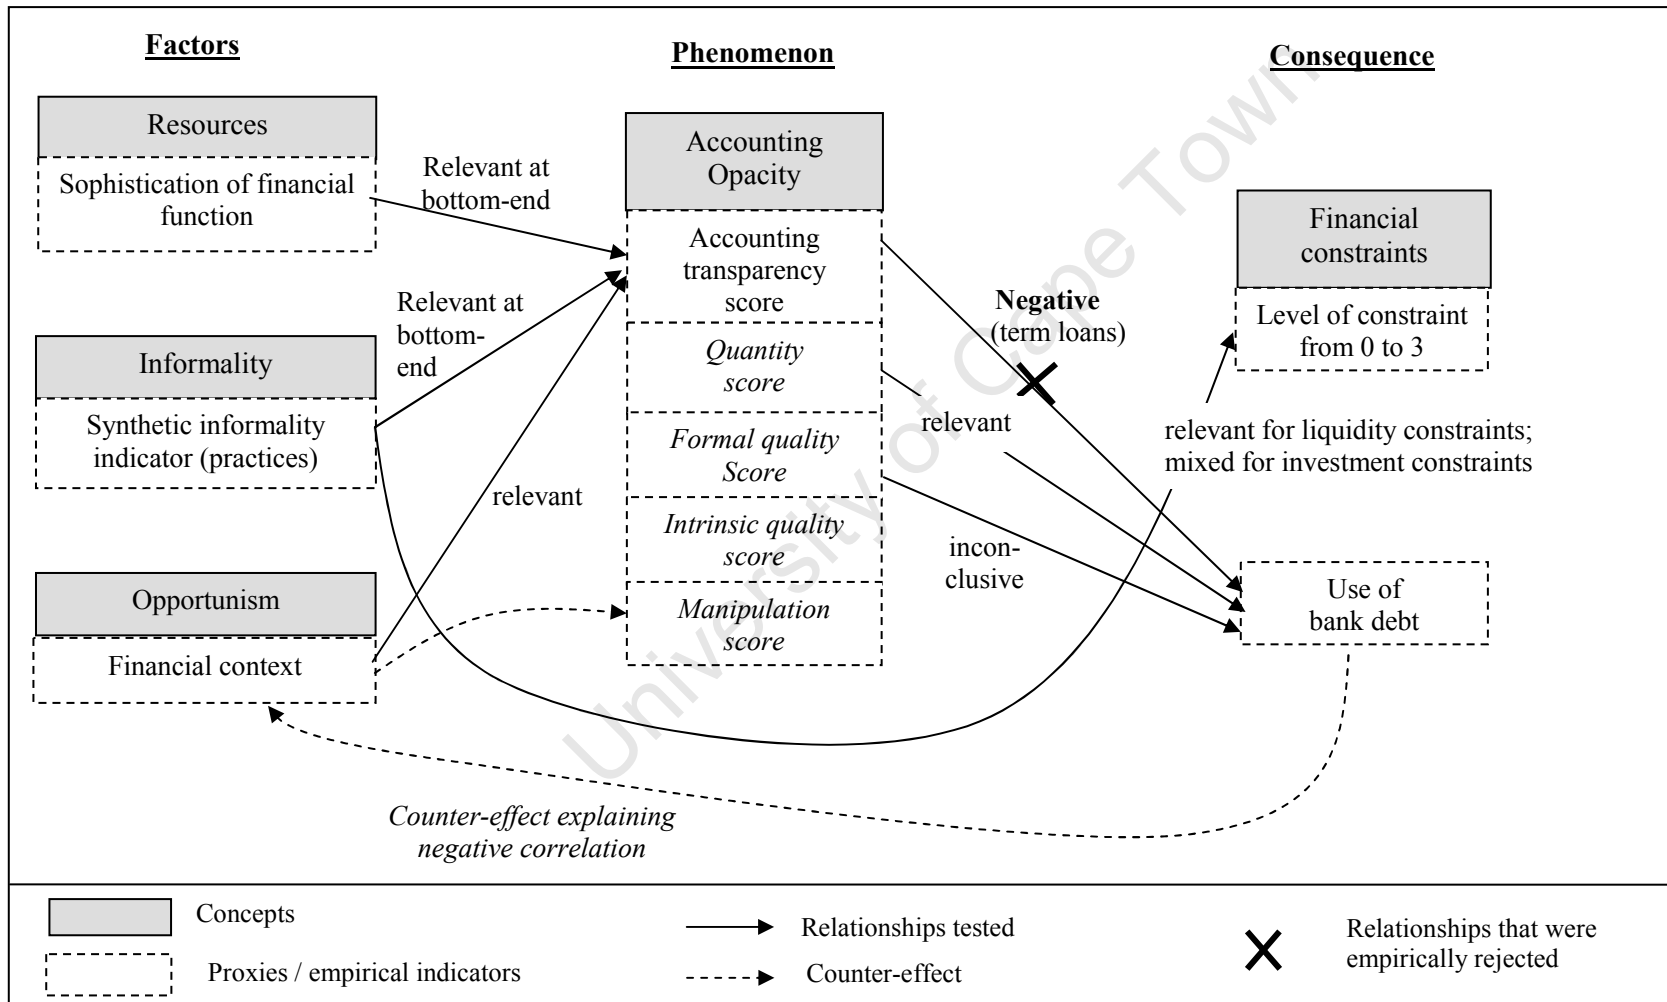 Factors
Phenomenon
Consequence
Resources
Sophistication of financial
function
Relevant at
bottom-end
Informality
Synthetic informality
indicator (practices)
Relevant at
bottom-
end
Opportunism
Financial context
relevant
Accounting
Opacity
Accounting
transparency
score
Quantity
score
Formal quality
Score
Intrinsic quality
score
Manipulation
score
Negative
(term loans)
relevant
incon-
clusive
Financial
constraints
Level of constraint
from 0 to 3
relevant for liquidity constraints;
mixed for investment constraints
Use of
bank debt
Counter-effect explaining
negative correlation
University of Cape Town
Concepts
Proxies / empirical indicators
Relationships tested
Counter-effect
Relationships that were
empirically rejected